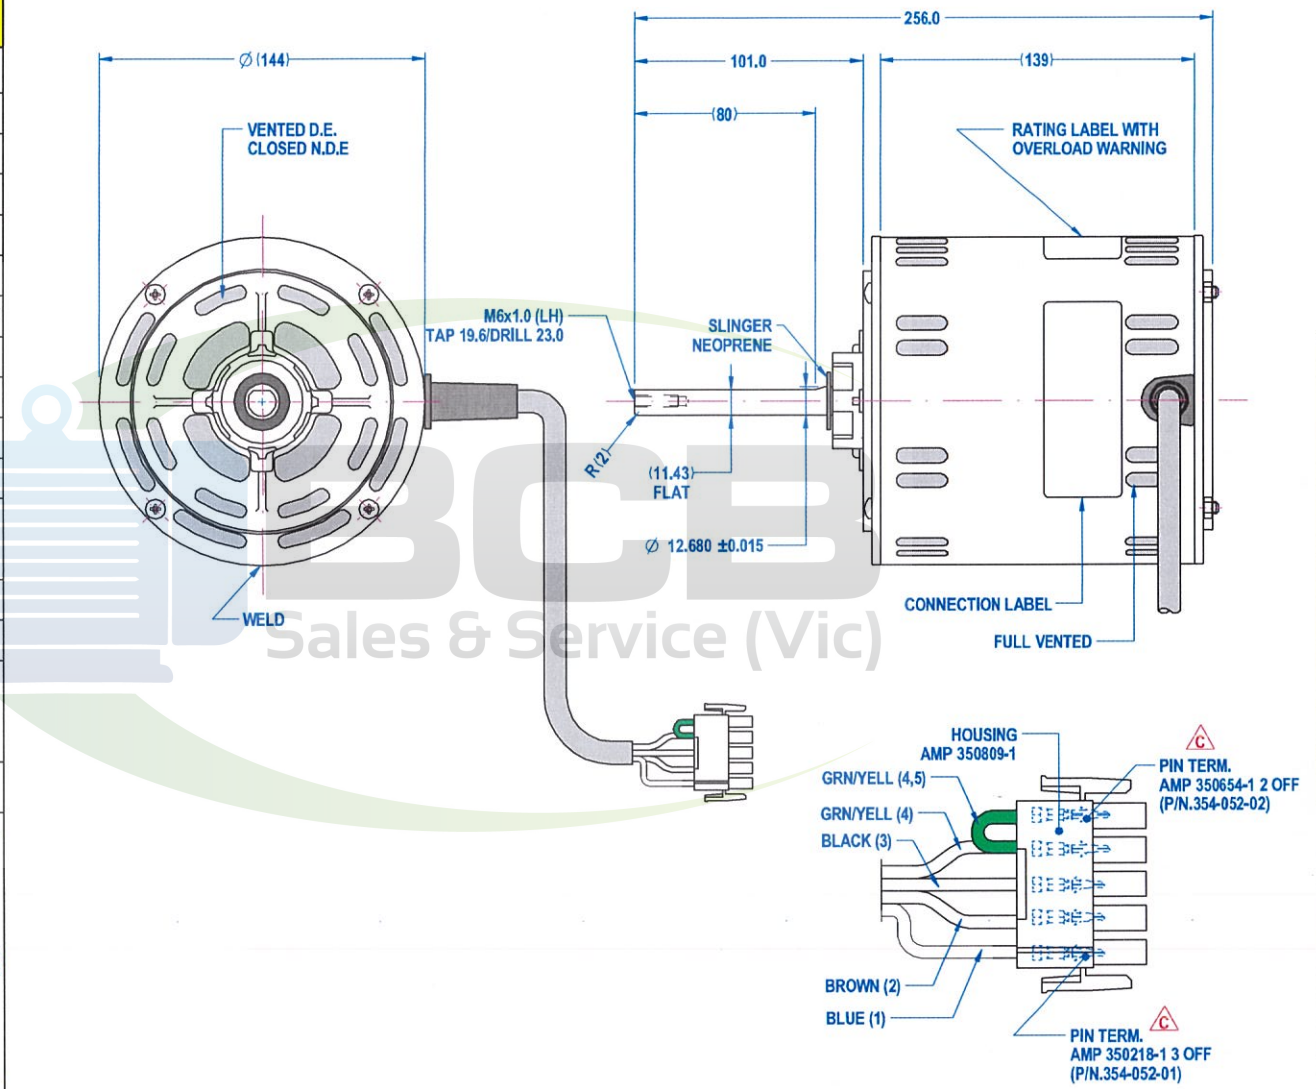 256.0
Ø (144)
101.0
(139)
(80)
VENTED D.E.
CLOSED N.D.E
RATING LABEL WITH
OVERLOAD WARNING
M6x1.0 (LH)
TAP 19.6/DRILL 23.0
SLINGER
NEOPRENE
R(2)
(11.43)
FLAT
Ø 12.680 ±0.015
BCB
Sales & Service (Vic)
WELD
CONNECTION LABEL
FULL VENTED
HOUSING
AMP 350809-1
C
PIN TERM.
AMP 350654-1 2 OFF
(P/N.354-052-02)
GRN/YELL (4,5)
GRN/YELL (4)
BLACK (3)
BROWN (2)
BLUE (1)
C
PIN TERM.
AMP 350218-1 3 OFF
(P/N.354-052-01)